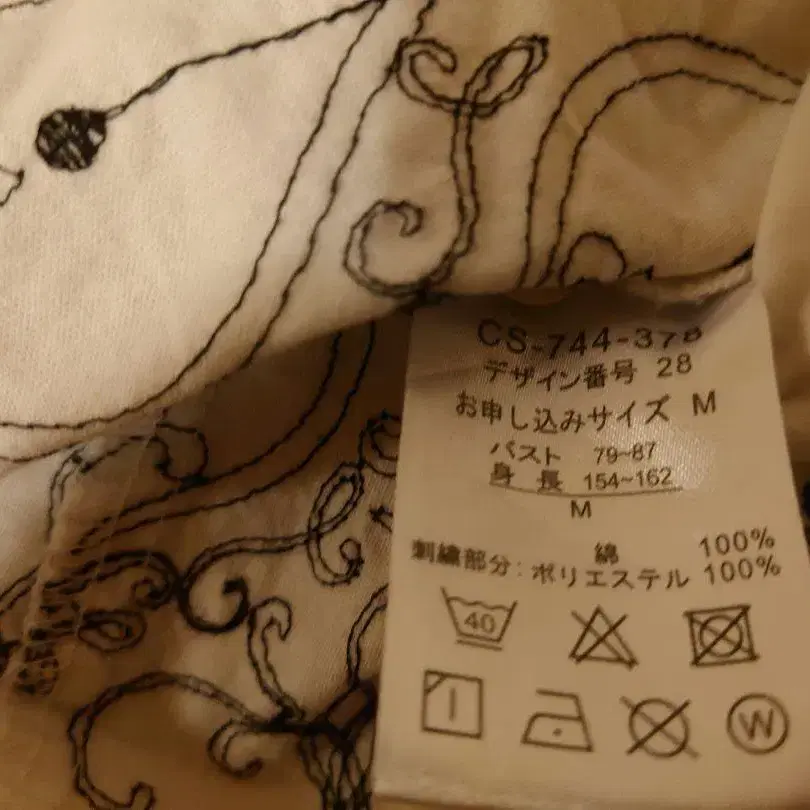 CS-744-378
デザイン番号 28
お申し込みサイズ M
バスト 79~87
身長 154~162
M
綿 100%
刺繍部分:ポリエステル 100%
40
W